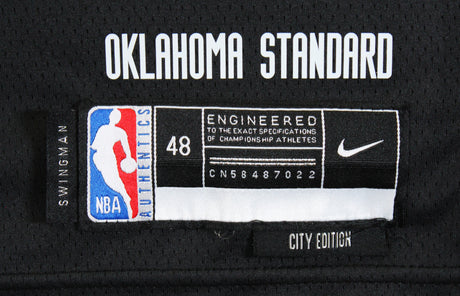 OKLAHOMA STANDARD
SWINGMAN
NBA
AUTHENTICS
48
ENGINEERED
TO THE EXACT SPECIFICATIONS
OF CHAMPIONSHIP ATHLETES
CN58487022
CITY EDITION